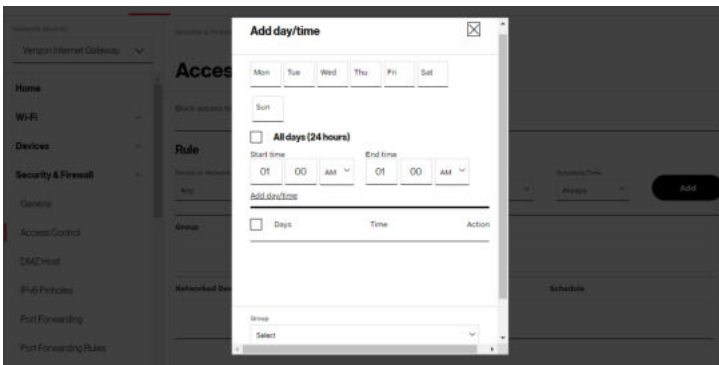 Verizon Internet Gateway
Home
Wi-Fi
Devices
Security & Firewall
General
Access Control
DMZ Host
IPv6 Pinholes
Port Forwarding
Port Forwarding Rules
Acces
Block access
Rule
Any
Group
Networked Dev
Always
Add
Schedule
Add day/time
Mon Tue Wed Thu Fri Sat
Sun
All days (24 hours)
Start time End time
01 00 AM 01 00 AM
Add day/time
Days Time Action
Group
Select